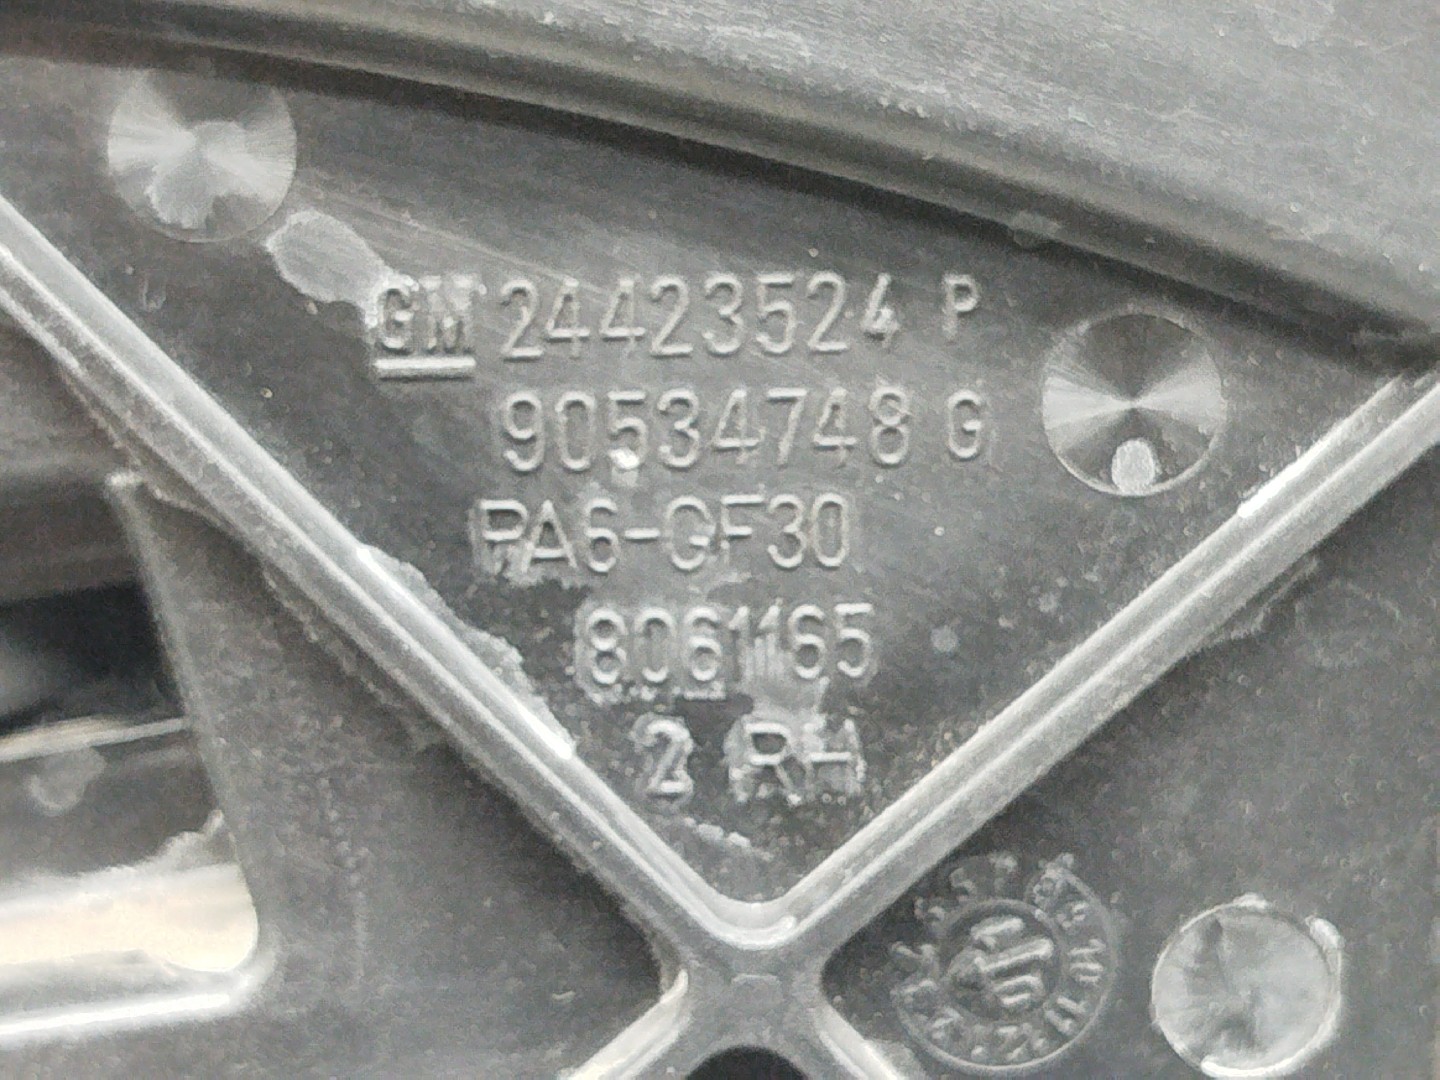 GM 24423524 P
90534748 G
PA6-GF30
8061165
2 RH